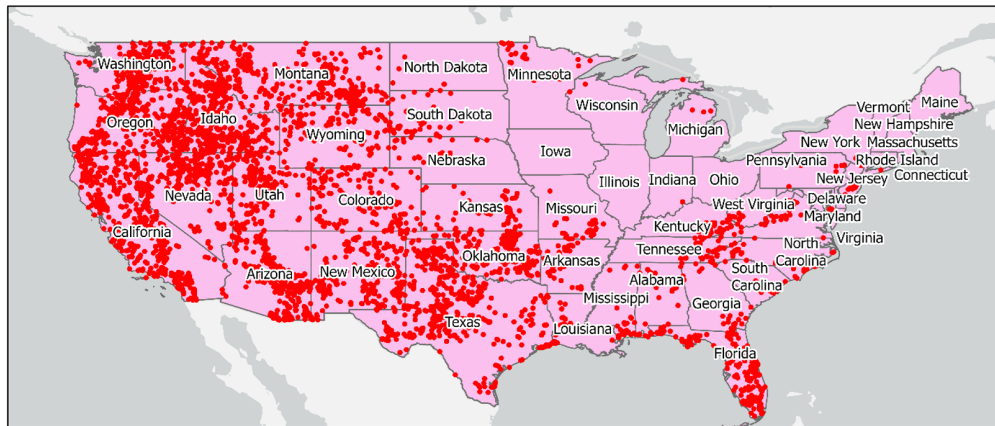 Washington
Montana
North Dakota
Minnesota
Oregon
Idaho
Wyoming
South Dakota
Wisconsin
Michigan
Vermont
Maine
New Hampshire
New York
Massachusetts
Nebraska
Iowa
Pennsylvania
Rhode Island
Connecticut
Nevada
Utah
Colorado
Kansas
Missouri
Illinois
Indiana
Ohio
New Jersey
West Virginia
Delaware
Maryland
California
Kentucky
Virginia
Arizona
New Mexico
Oklahoma
Arkansas
Tennessee
North
Carolina
Texas
Louisiana
Mississippi
Alabama
Georgia
South
Carolina
Florida